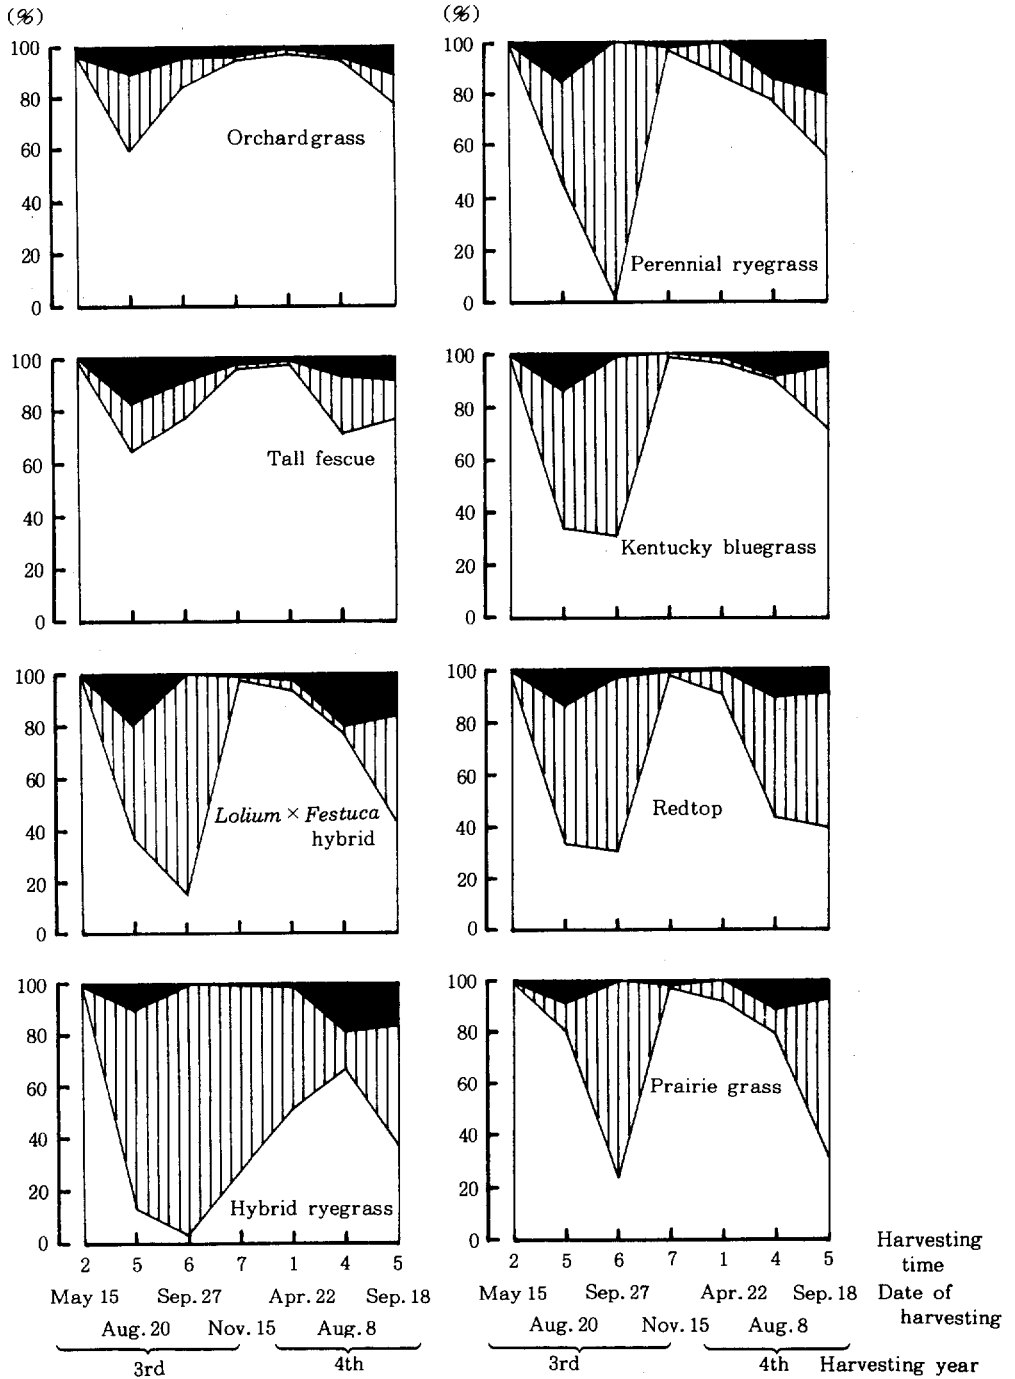 (%)
100
80
60
40
20
0
Orchardgrass
(%)
100
80
60
40
20
0
Perennial ryegrass
100
80
60
40
20
0
Tall fescue
100
80
60
40
20
0
Kentucky bluegrass
100
80
60
40
20
0
Lolium × Festuca
hybrid
100
80
60
40
20
0
Redtop
100
80
60
40
20
0
Hybrid ryegrass
100
80
60
40
20
0
Prairie grass
2 5 6 7 1 4 5
May 15 Sep. 27 Apr. 22 Sep. 18
Aug. 20 Nov. 15 Aug. 8
3rd 4th
2 5 6 7 1 4 5
May 15 Sep. 27 Apr. 22 Sep. 18
Aug. 20 Nov. 15 Aug. 8
3rd 4th
Harvesting
time
Date of
harvesting
Harvesting year